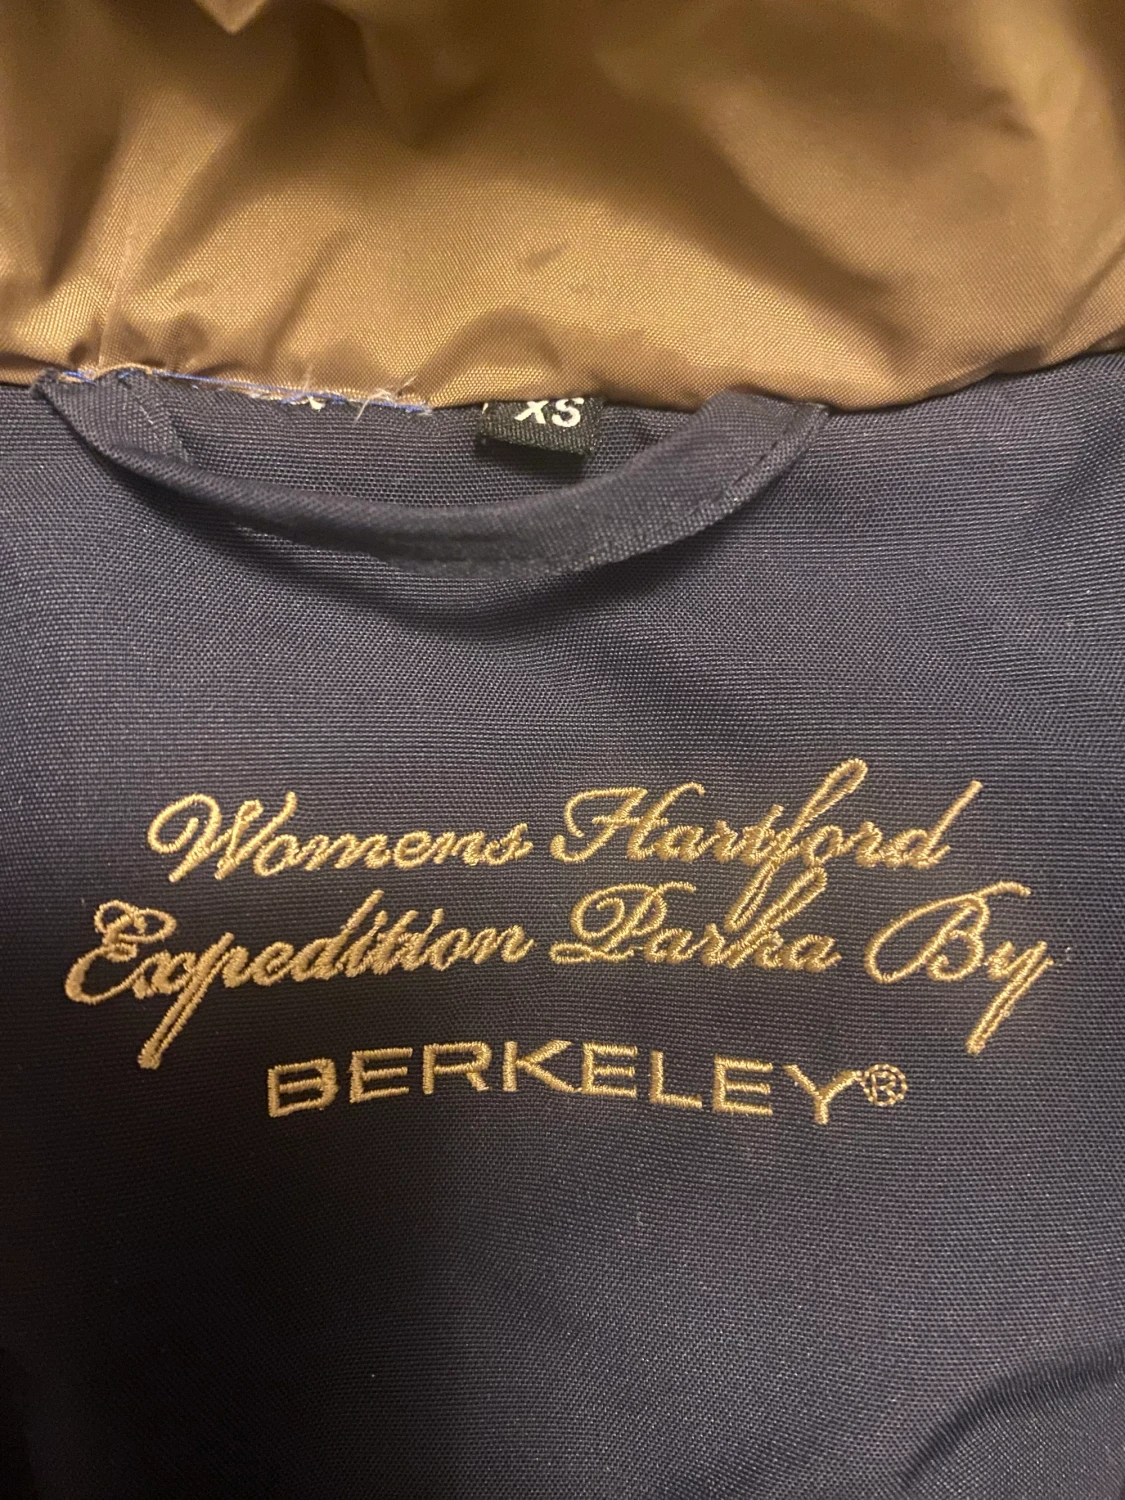 XS
Womens Hartford
Expedition Parka By
BERKELEY®